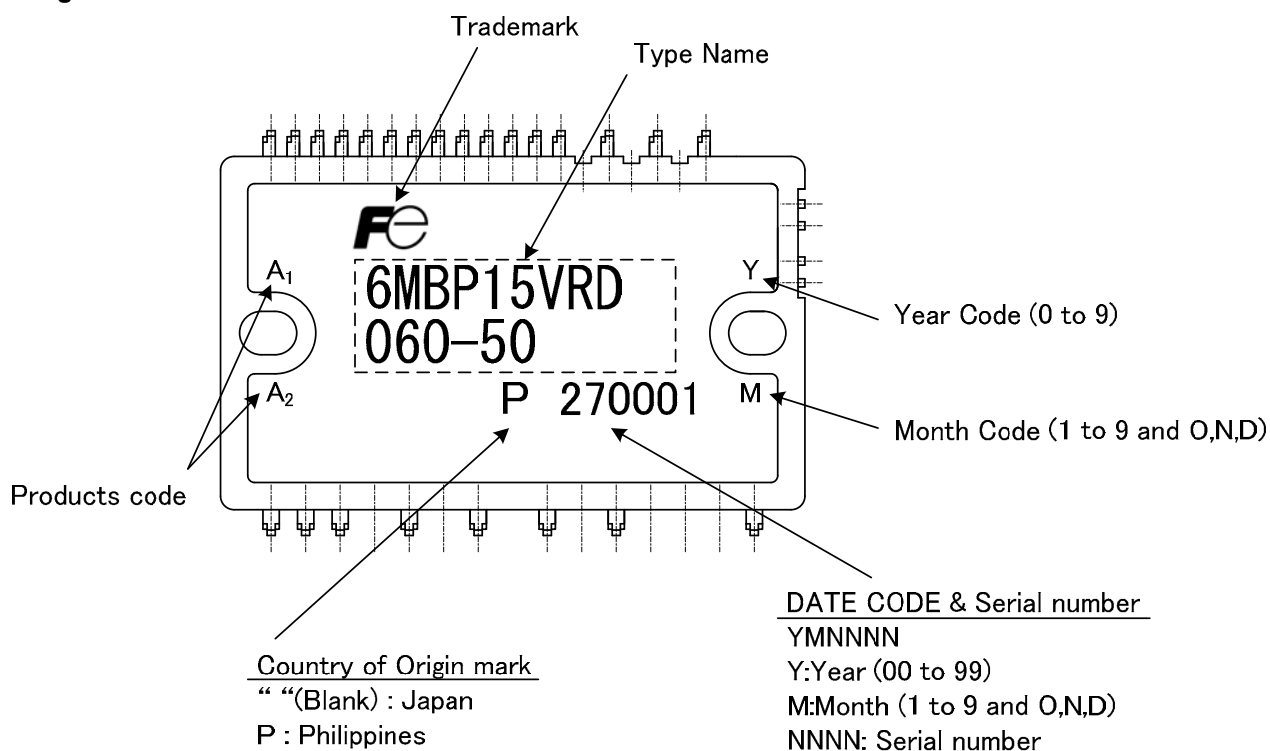 Trademark
Type Name
Fe
A₁
6MBP15VRD
Y
060-50
Year Code (0 to 9)
A₂
P 270001
M
Month Code (1 to 9 and O,N,D)
Products code
DATE CODE & Serial number
YMNNNN
Y:Year (00 to 99)
M:Month (1 to 9 and O,N,D)
NNNN: Serial number
Country of Origin mark
“ “(Blank) : Japan
P : Philippines